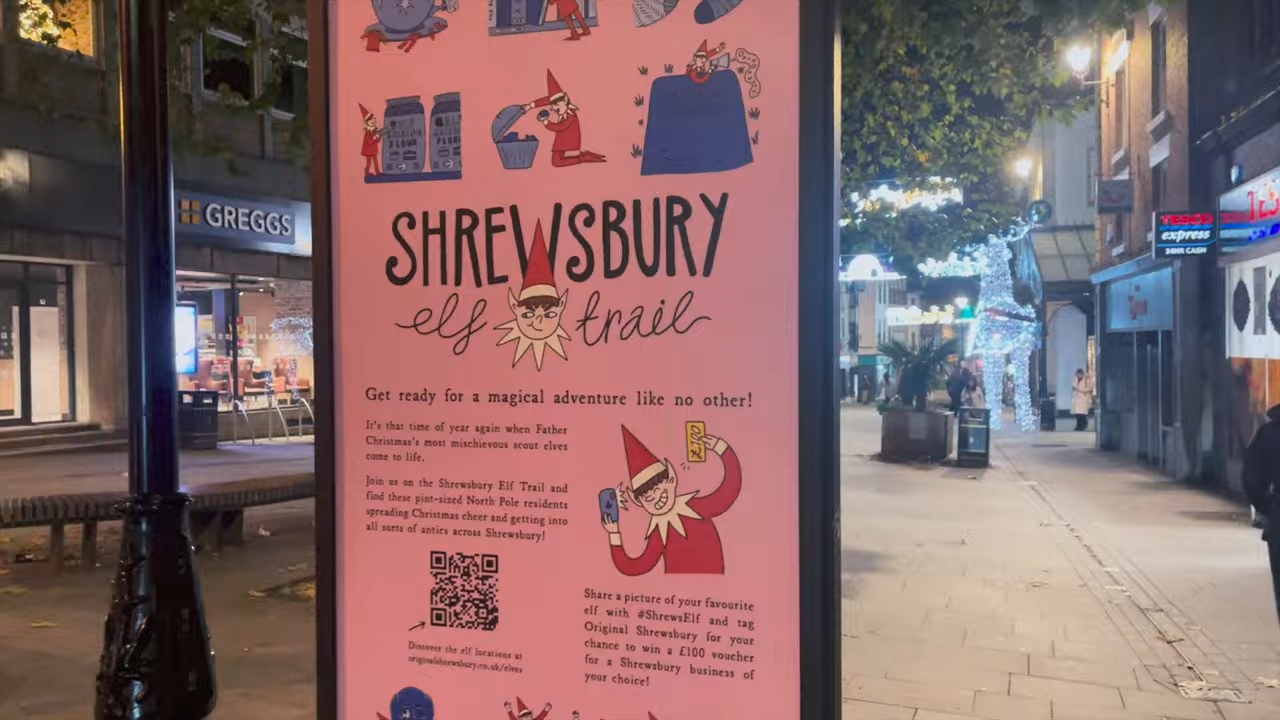 SHREWSBURY
elf trail
Get ready for a magical adventure like no other!
It's that time of year again when Father
Christmas's most mischievous scout elves
come to life.
Join us on the Shrewsbury Elf Trail and
find these pint-sized North Pole residents
spreading Christmas cheer and getting into
all sorts of antics across Shrewsbury!
Discover the elf locations at
originalshrewsbury.co.uk/elves
£100
Share a picture of your favourite
elf with #ShrewsElf and tag
Original Shrewsbury for your
chance to win a £100 voucher
for a Shrewsbury business of
your choice!
GREGGS
TESCO
express
24HR CASH